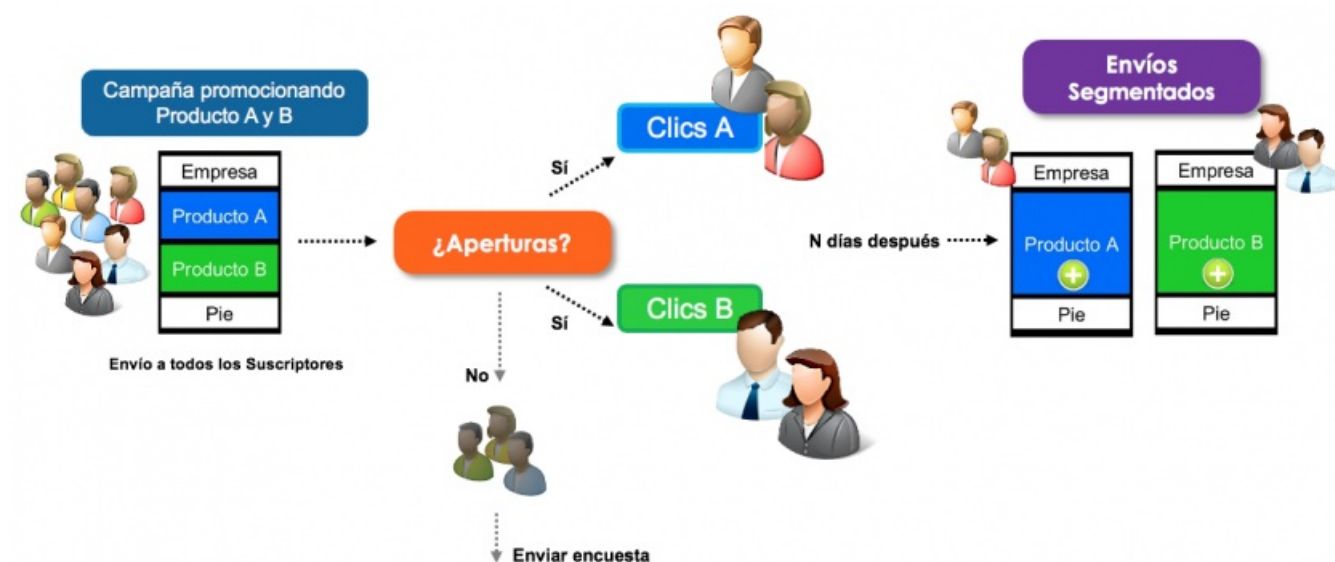 Campaña promocionando
Producto A y B
Empresa
Producto A
Producto B
Pie
Envío a todos los Suscriptores
¿Aperturas?
Sí
Clics A
Sí
Clics B
No
Enviar encuesta
N días después
Envíos
Segmentados
Empresa
Producto A
Pie
Empresa
Producto B
Pie